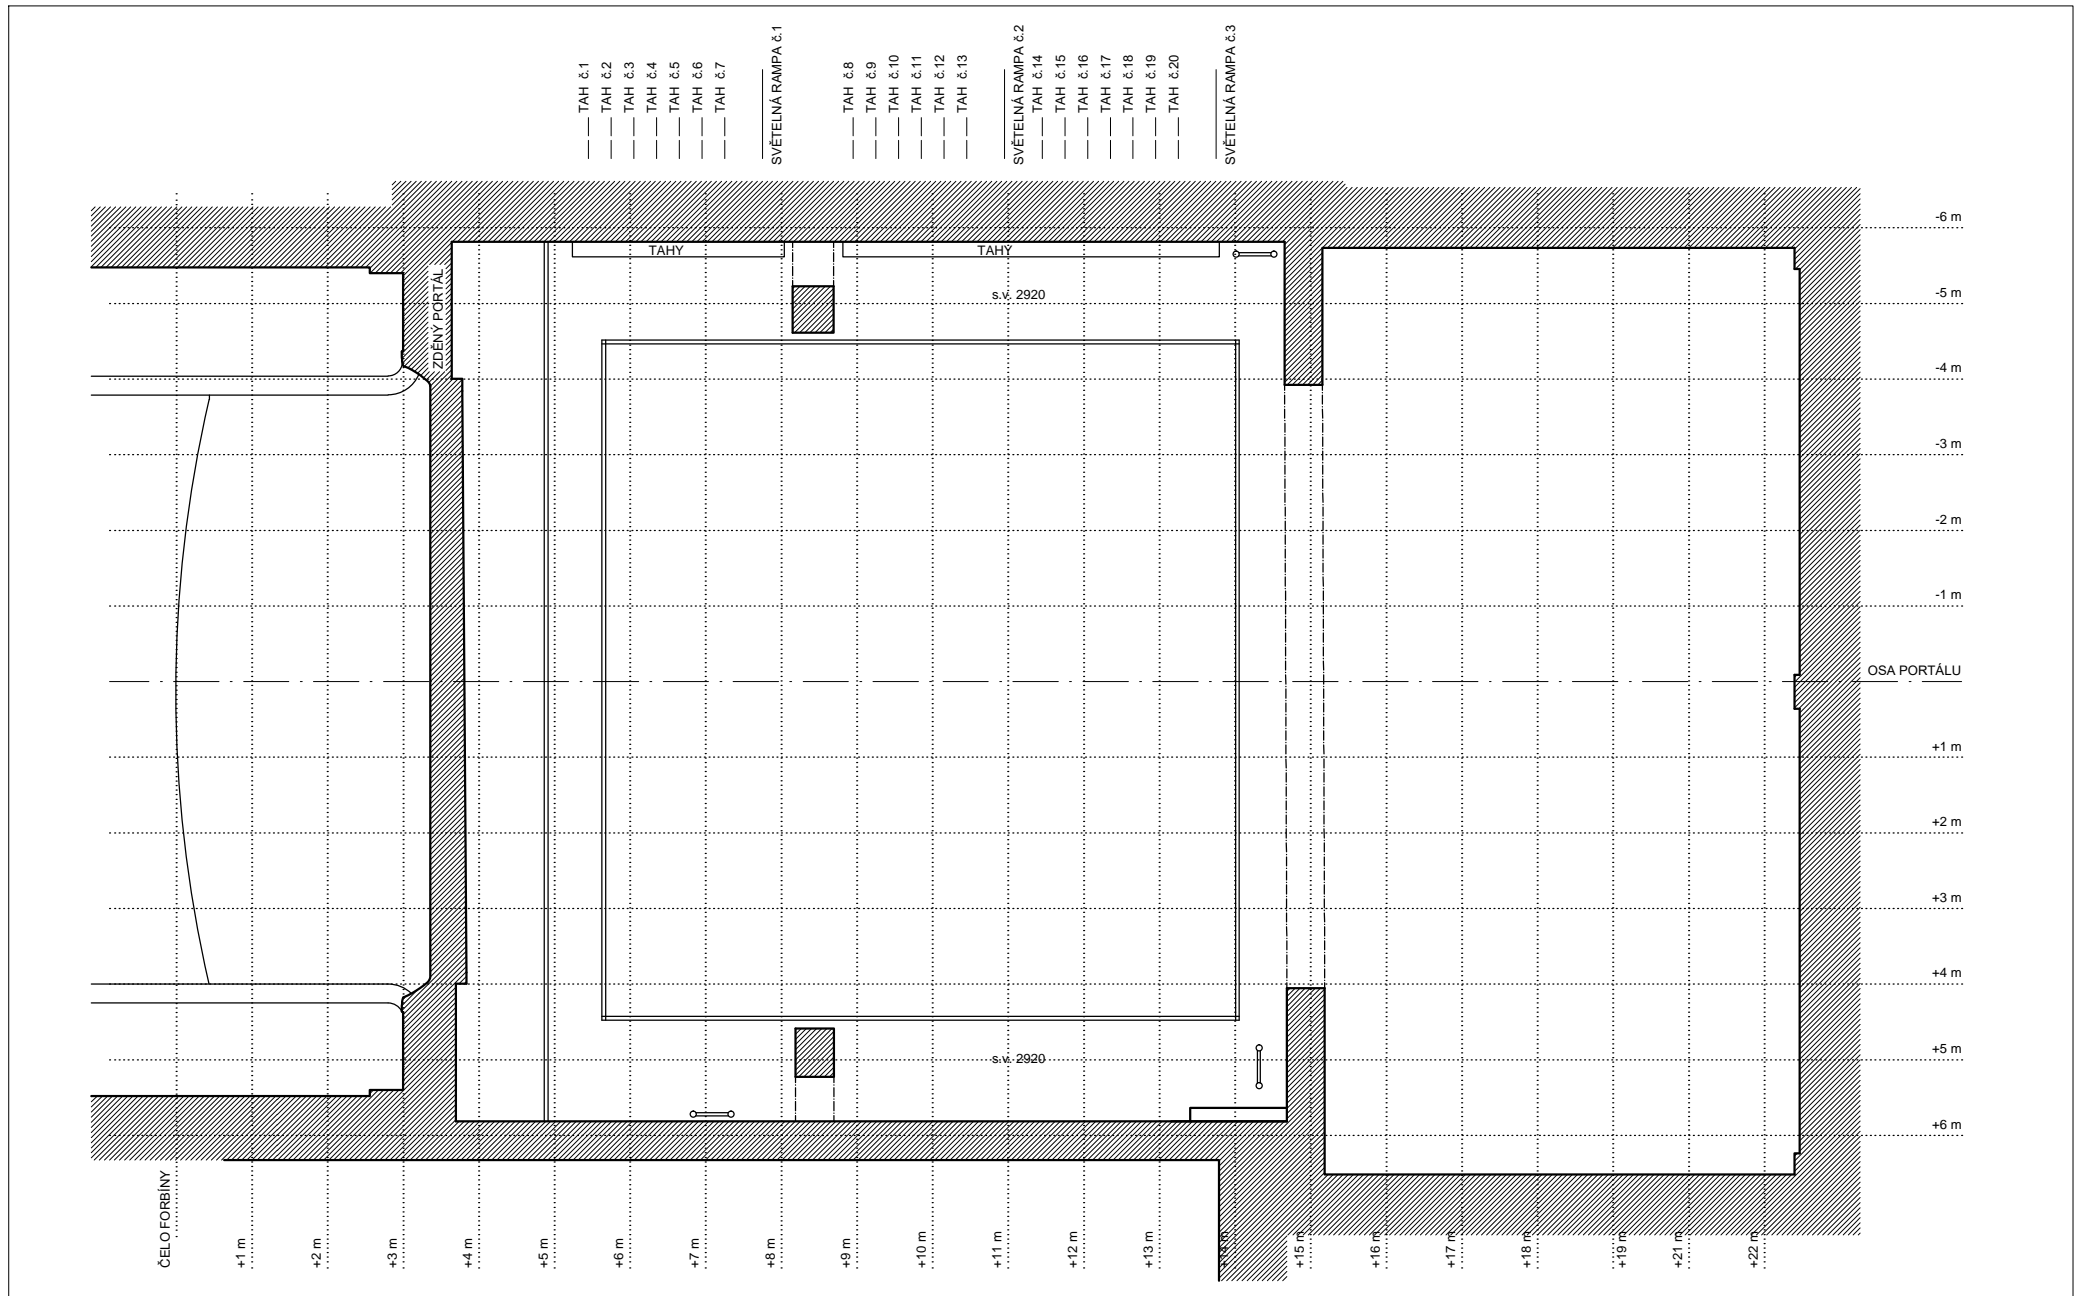 TAH č.1
TAH č.2
TAH č.3
TAH č.4
TAH č.5
TAH č.6
TAH č.7
SVĚTELNÁ RAMPA č.1
TAH č.8
TAH č.9
TAH č.10
TAH č.11
TAH č.12
TAH č.13
SVĚTELNÁ RAMPA č.2
TAH č.14
TAH č.15
TAH č.16
TAH č.17
TAH č.18
TAH č.19
TAH č.20
SVĚTELNÁ RAMPA č.3
-6 m
TAHY
TAHY
ZDĚNÝ PORTÁL
s.v. 2920
-5 m
-4 m
-3 m
-2 m
-1 m
OSA PORTÁLU
+1 m
+2 m
+3 m
+4 m
s.v. 2920
+5 m
+6 m
ČELO FORBÍNY
+1 m
+2 m
+3 m
+4 m
+5 m
+6 m
+7 m
+8 m
+9 m
+10 m
+11 m
+12 m
+13 m
+14 m
+15 m
+16 m
+17 m
+18 m
+19 m
+21 m
+22 m